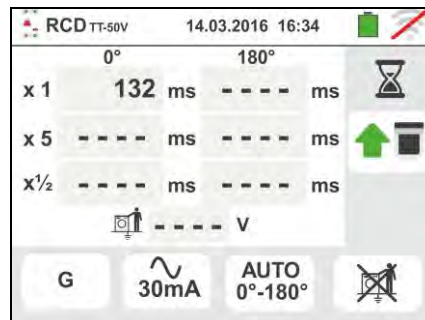 RCD TT-50V 14.03.2016 16:34
0° 180°
x 1 132 ms - - - - ms
x 5 - - - - ms - - - - ms
x½ - - - - ms - - - - ms
- - - - V
G 30mA AUTO 0°-180°